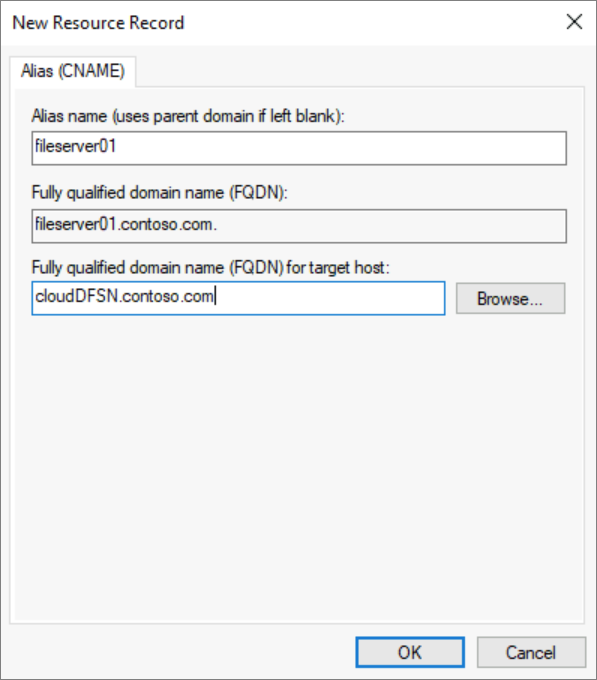 New Resource Record
Alias (CNAME)
Alias name (uses parent domain if left blank):
fileserver01
Fully qualified domain name (FQDN):
fileserver01.contoso.com.
Fully qualified domain name (FQDN) for target host:
cloudDFSN.contoso.com
Browse...
OK
Cancel